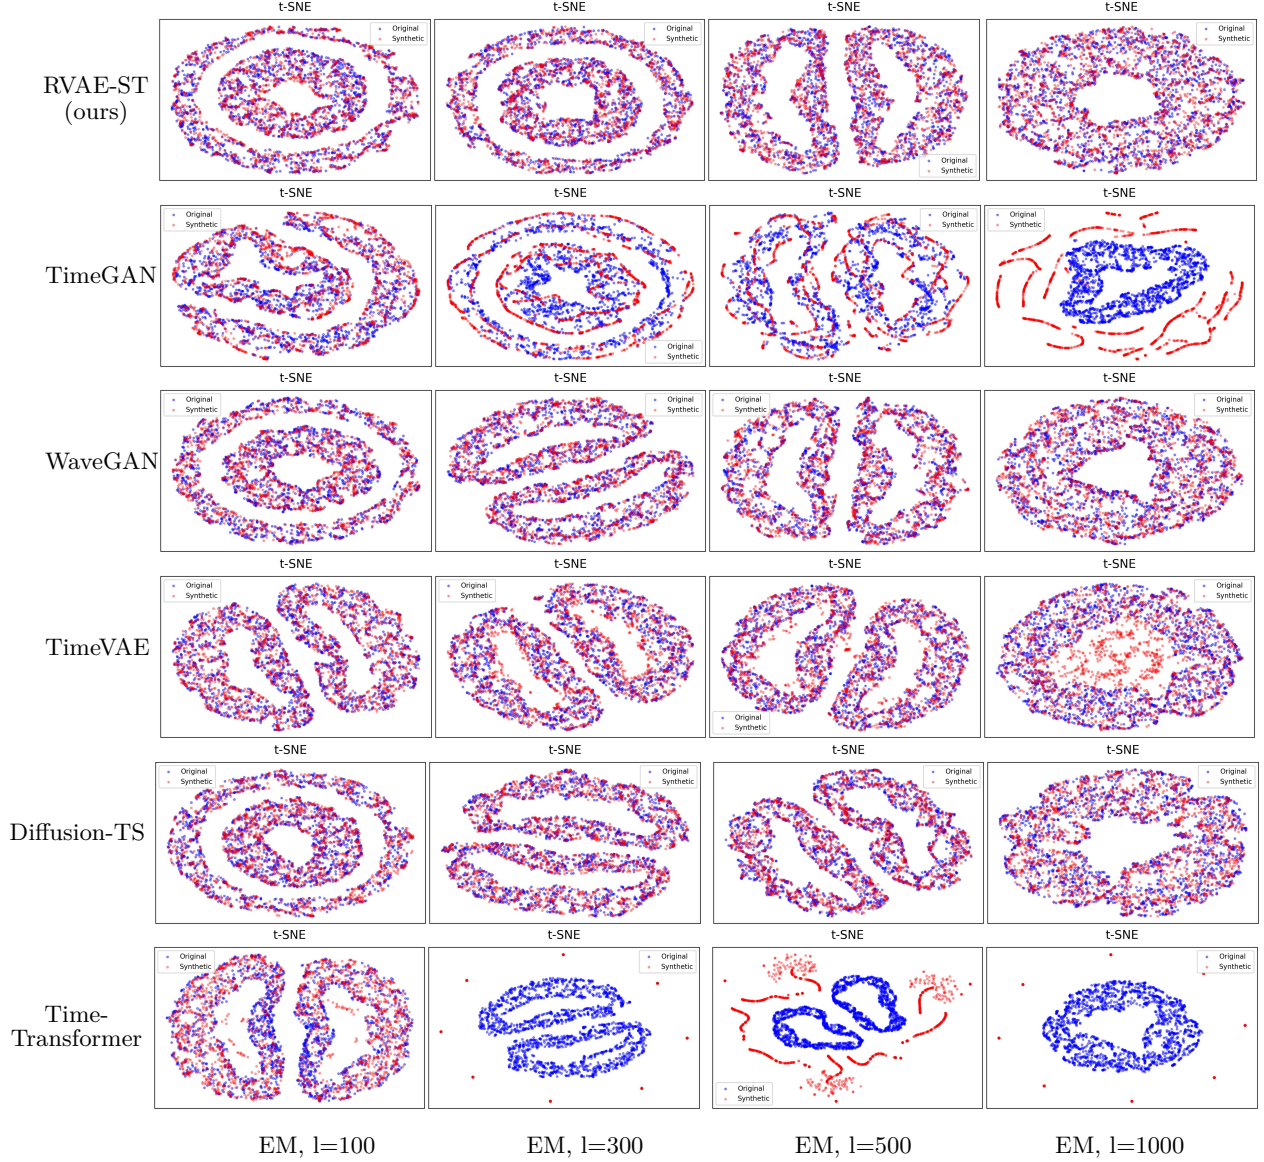 t-SNE t-SNE t-SNE t-SNE
RVAE-ST
(ours)
Original
Synthetic
Original
Synthetic
Original
Synthetic
Original
Synthetic
t-SNE t-SNE t-SNE t-SNE
TimeGAN
Original
Synthetic
Original
Synthetic
Original
Synthetic
Original
Synthetic
t-SNE t-SNE t-SNE t-SNE
WaveGAN
Original
Synthetic
Original
Synthetic
Original
Synthetic
Original
Synthetic
t-SNE t-SNE t-SNE t-SNE
TimeVAE
Original
Synthetic
Original
Synthetic
Original
Synthetic
Original
Synthetic
t-SNE t-SNE t-SNE t-SNE
Diffusion-TS
Original
Synthetic
Original
Synthetic
Original
Synthetic
Original
Synthetic
t-SNE t-SNE t-SNE t-SNE
Time-
Transformer
Original
Synthetic
Original
Synthetic
Original
Synthetic
Original
Synthetic
EM, l=100 EM, l=300 EM, l=500 EM, l=1000